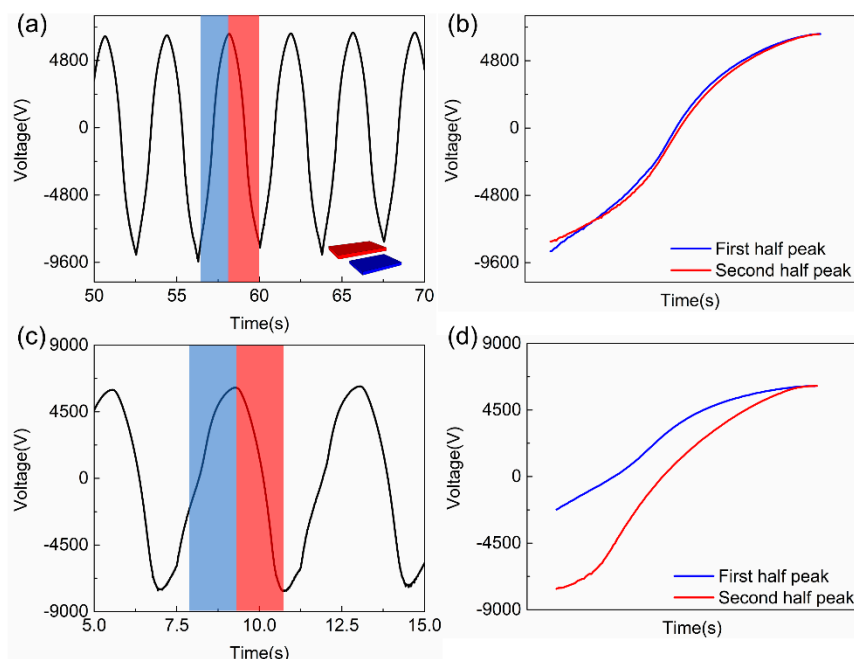 (a)
Voltage(V)
4800
0
-4800
-9600
50
55
60
65
70
Time(s)
(b)
Voltage(V)
4800
0
-4800
-9600
First half peak
Second half peak
Time(s)
(c)
Voltage(V)
9000
4500
0
-4500
-9000
5.0
7.5
10.0
12.5
15.0
Time(s)
(d)
Voltage(V)
9000
4500
0
-4500
-9000
First half peak
Second half peak
Time(s)